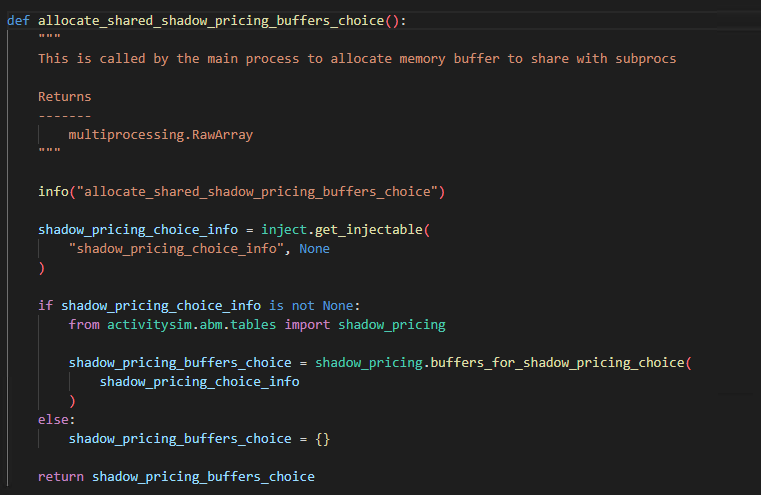 def allocate_shared_shadow_pricing_buffers_choice():
    """
    This is called by the main process to allocate memory buffer to share with subprocs

    Returns
    -------
        multiprocessing.RawArray
    """

    info("allocate_shared_shadow_pricing_buffers_choice")

    shadow_pricing_choice_info = inject.get_injectable(
        "shadow_pricing_choice_info", None
    )

    if shadow_pricing_choice_info is not None:
        from activitysim.abm.tables import shadow_pricing

        shadow_pricing_buffers_choice = shadow_pricing.buffers_for_shadow_pricing_choice(
            shadow_pricing_choice_info
        )
    else:
        shadow_pricing_buffers_choice = {}

    return shadow_pricing_buffers_choice